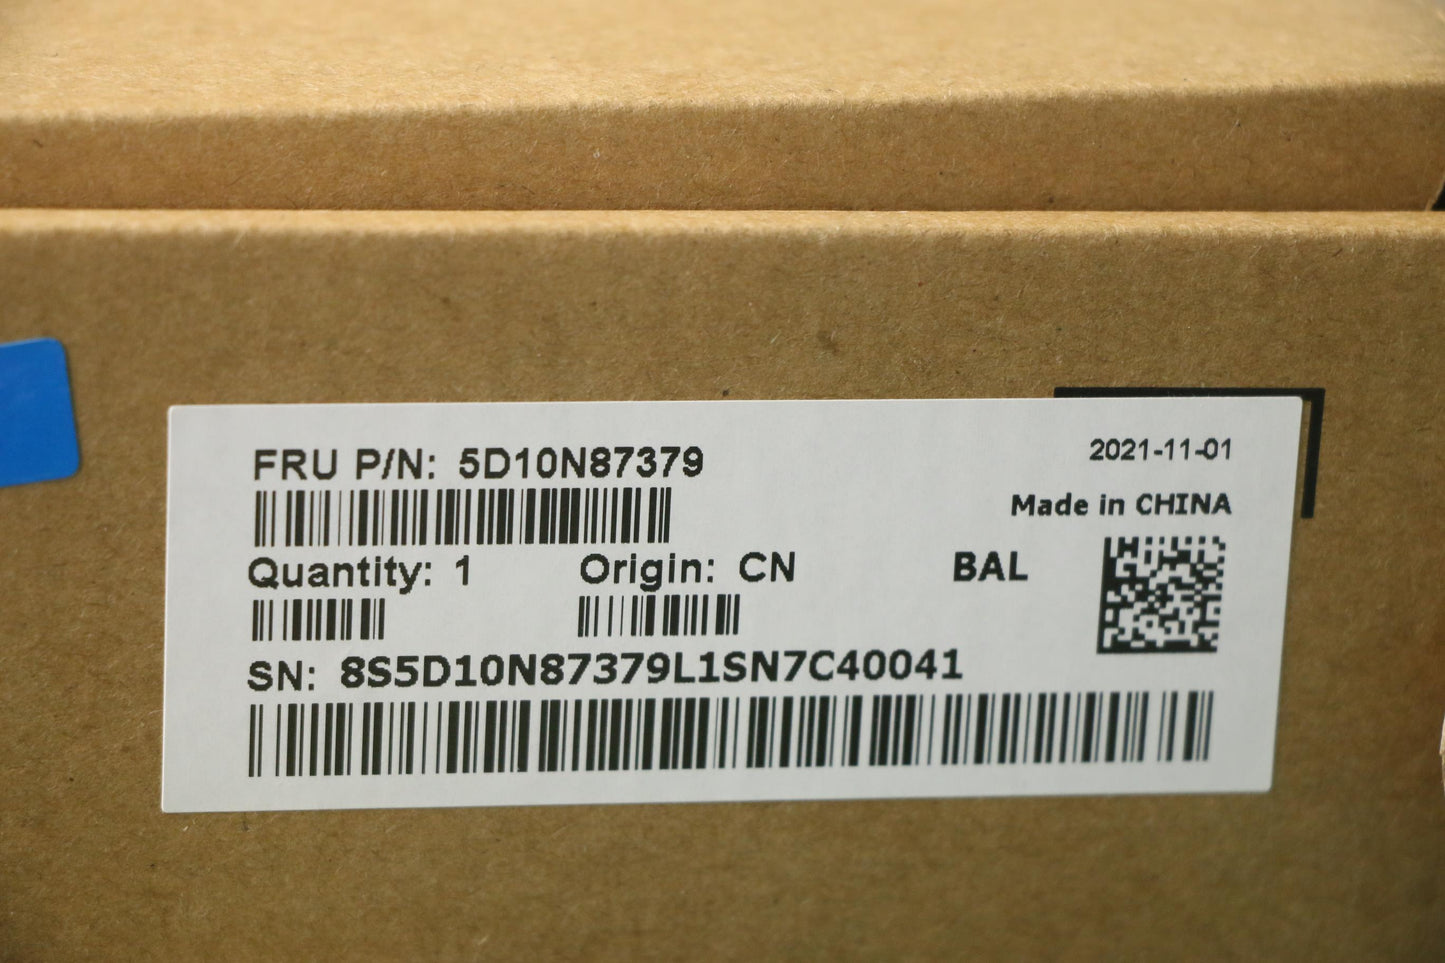 FRU P/N: 5D10N87379
2021-11-01
Made in CHINA
Quantity: 1
Origin: CN
BAL
SN: 8S5D10N87379L1SN7C40041